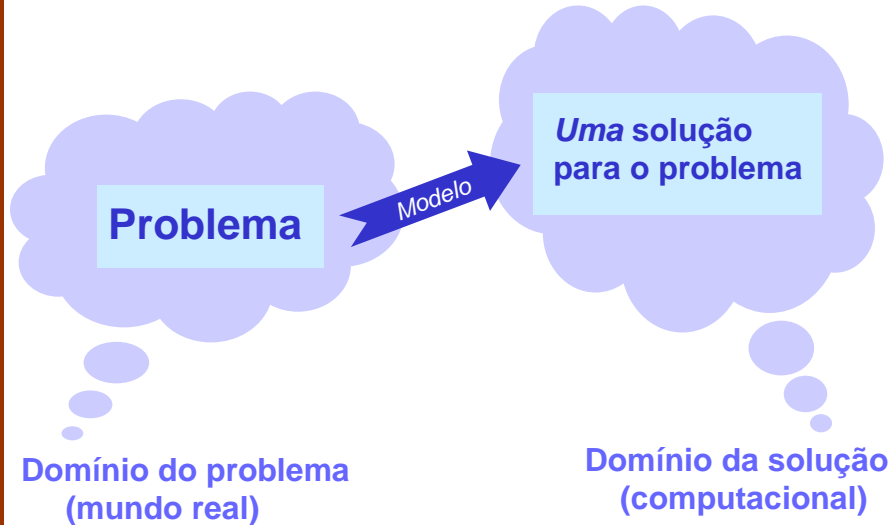 Uma solução
para o problema
Problema
Modelo
Domínio do problema
(mundo real)
Domínio da solução
(computacional)